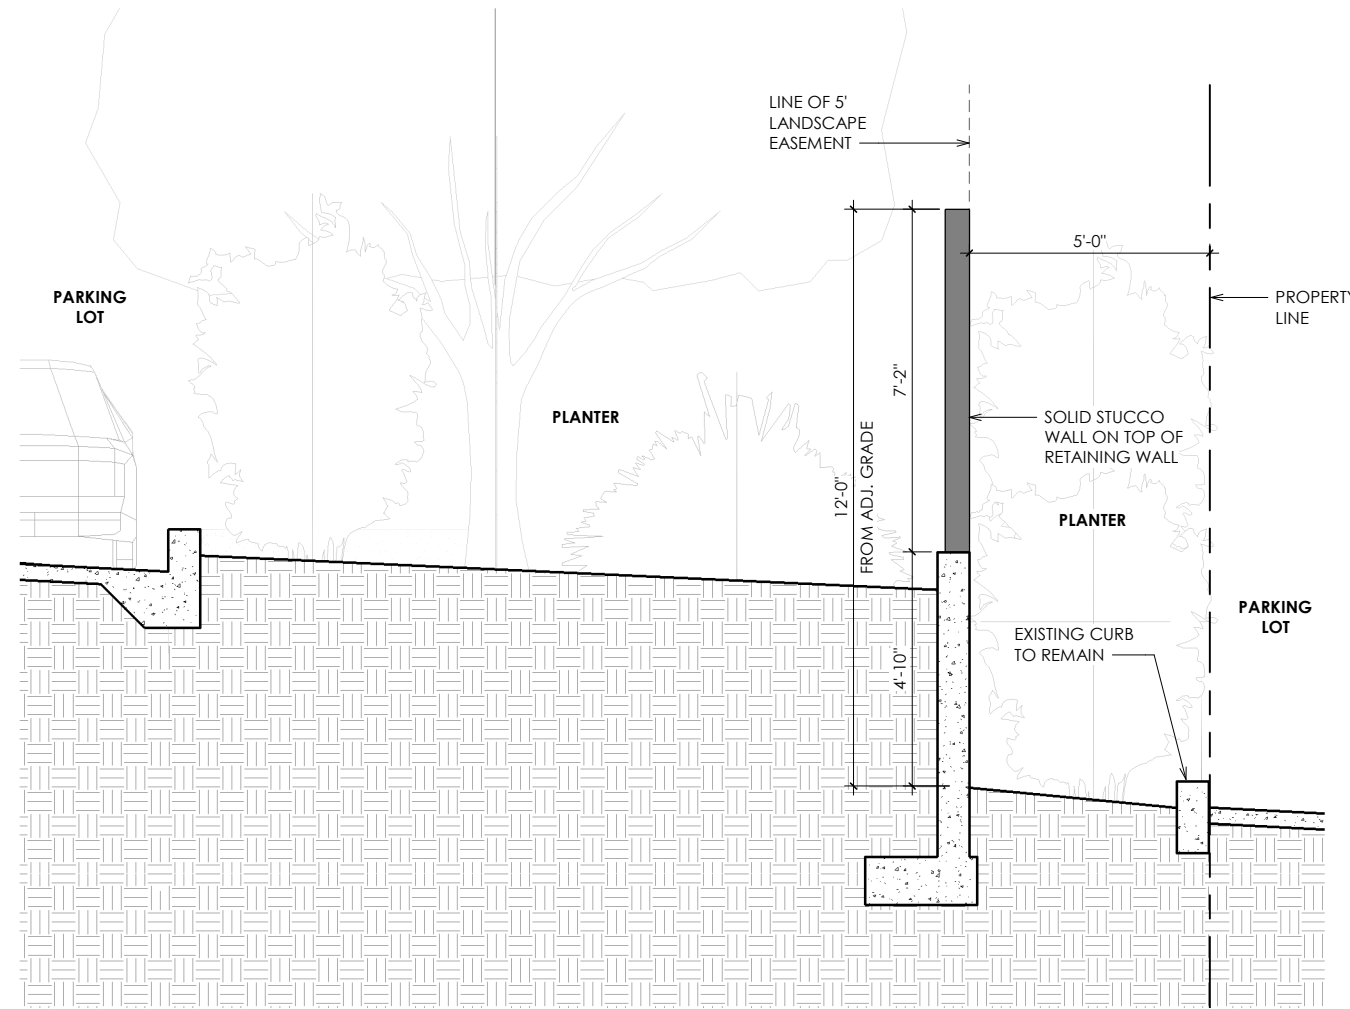 LINE OF 5'
LANDSCAPE
EASEMENT
5'-0"
PARKING
LOT
PROPERTY
LINE
7'-2"
PLANTER
SOLID STUCCO
WALL ON TOP OF
RETAINING WALL
12'-0"
FROM ADJ. GRADE
PLANTER
PARKING
LOT
EXISTING CURB
TO REMAIN
4'-10"